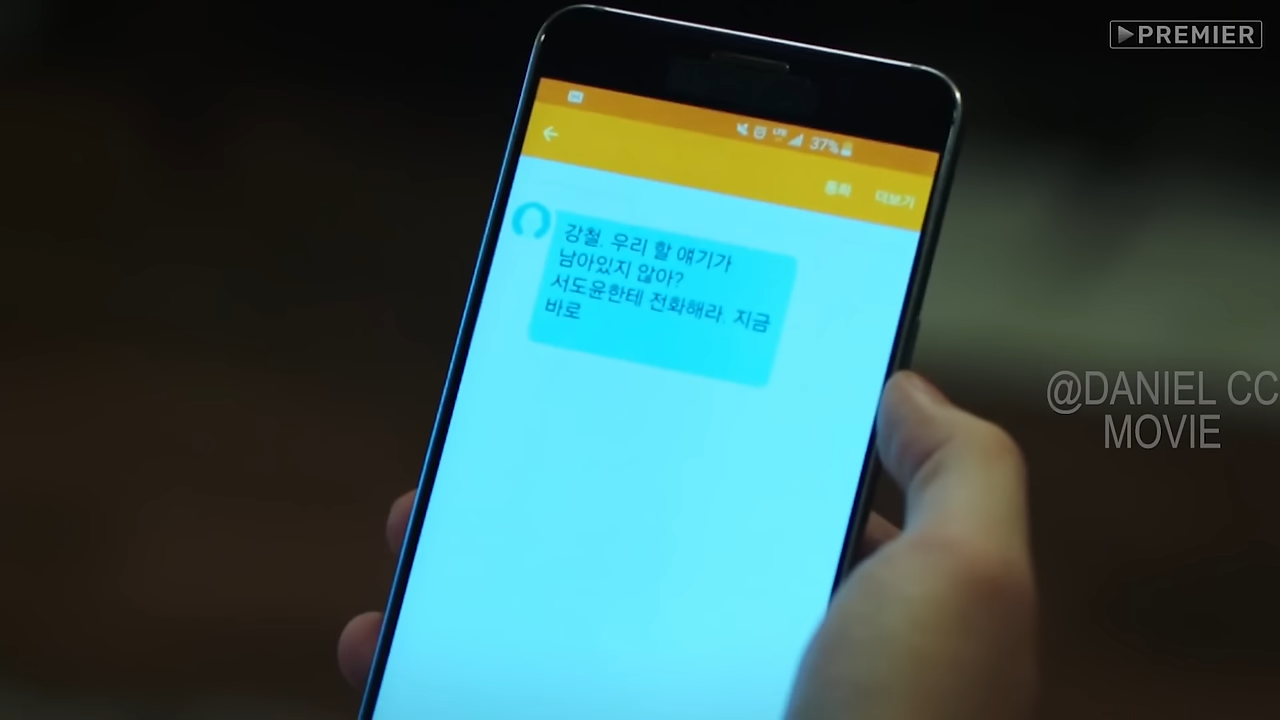 PREMIER
37%
통화 더보기
강철. 우리 할 얘기가
남아있지 않아?
서도윤한테 전화해라. 지금
바로
@DANIEL CC
MOVIE